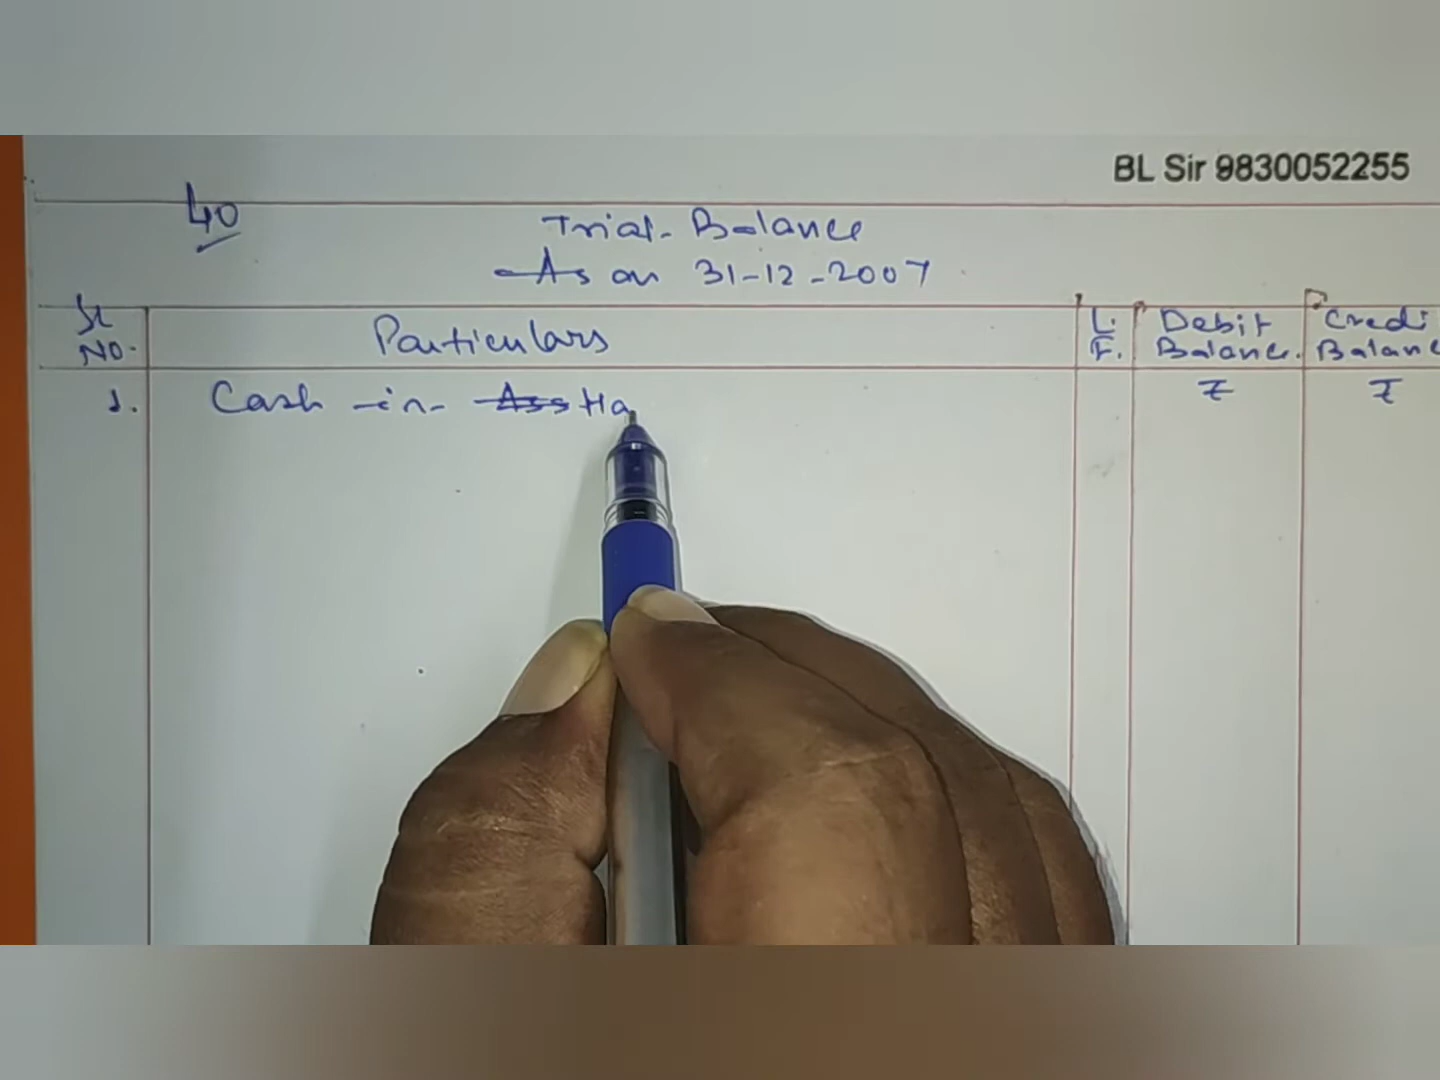 BL Sir 9830052255
40
Trial Balance
As on 31-12-2007
Sl No. Particulars L.F. Debit Balance. Credi Balanc
₹ ₹
1. Cash in Ass Ha